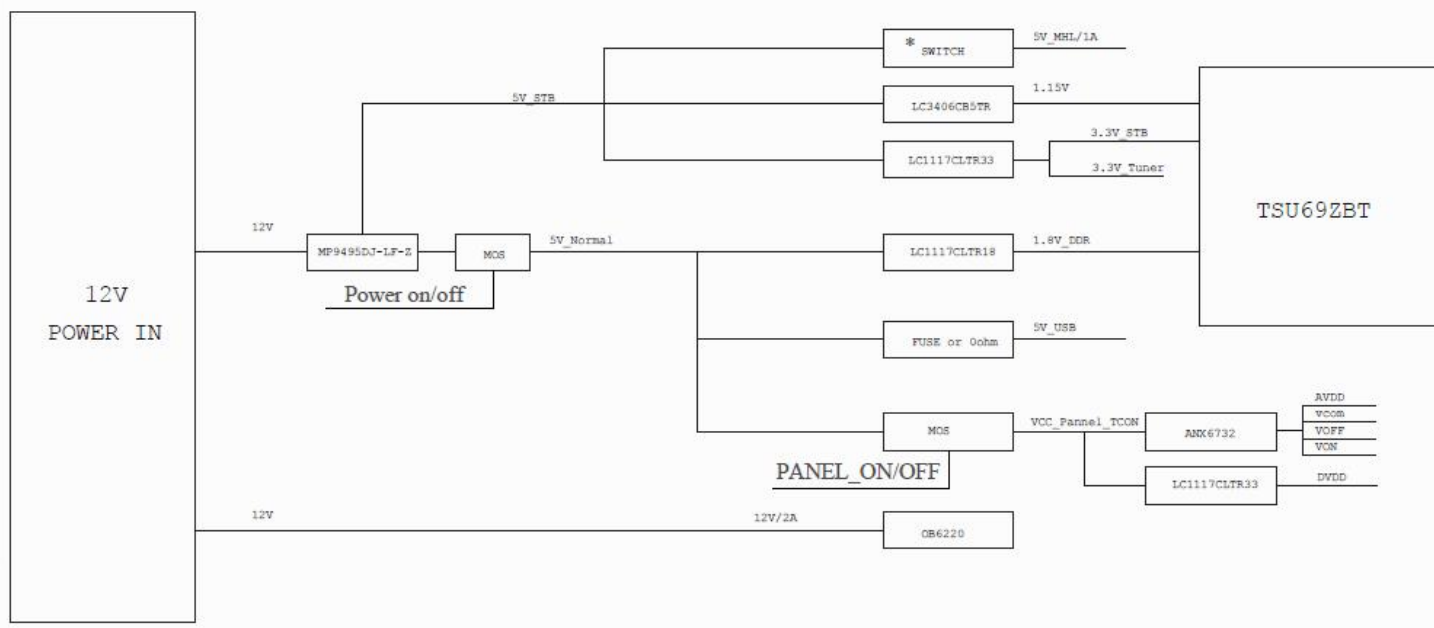 * SWITCH
5V_MHL/1A
5V_STB
LC3406CB5TR
1.15V
LC1117CLTR33
3.3V_STB
3.3V_Tuner
TSU69ZBT
12V
MP9495DJ-LF-Z
MOS
5V_Normal
LC1117CLTR18
1.8V_DDR
Power on/off
12V
POWER IN
FUSE or 0ohm
5V_USB
MOS
VCC_Pannel_TCON
ANX6732
AVDD
vcom
VOFF
VON
PANEL_ON/OFF
LC1117CLTR33
DVDD
12V
12V/2A
OB6220